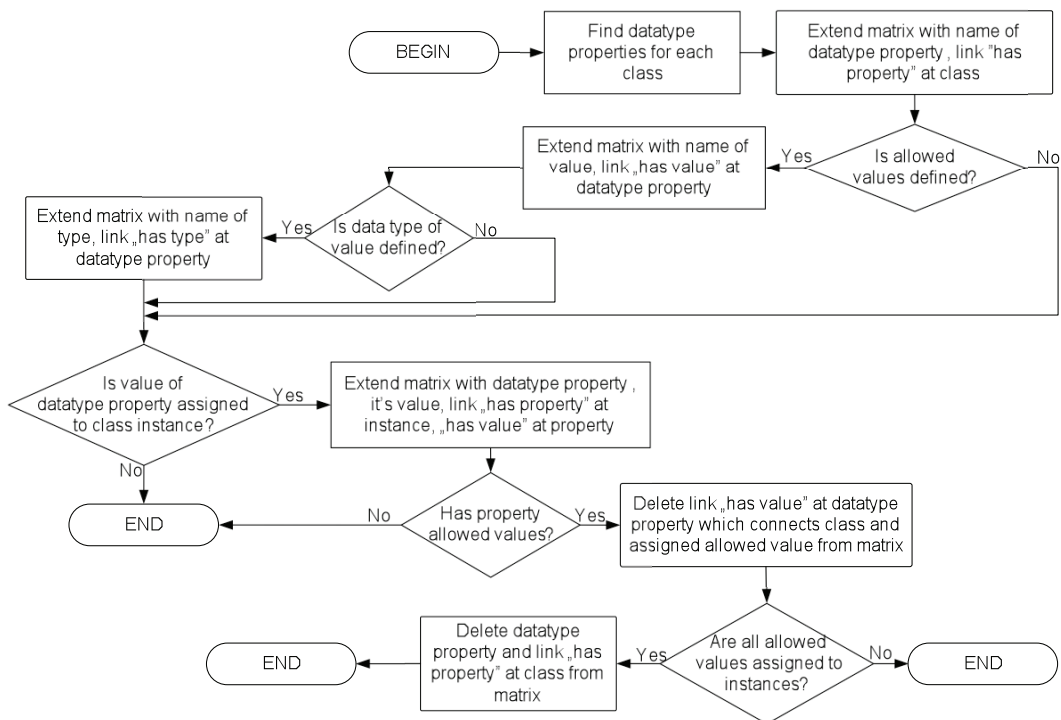 BEGIN
Find datatype
properties for each
class
Extend matrix with name of
datatype property , link "has
property" at class
Is allowed
values defined?
Yes
No
Extend matrix with name of
value, link „has value” at
datatype property
Is data type of
value defined?
Yes
No
Extend matrix with name of
type, link „has type” at
datatype property
Is value of
datatype property assigned
to class instance?
Yes
No
Extend matrix with datatype property ,
it's value, link „has property” at
instance, „has value” at property
END
Has property
allowed values?
No
Yes
Delete link „has value” at datatype
property which connects class and
assigned allowed value from matrix
Are all allowed
values assigned to
instances?
Yes
No
Delete datatype
property and link „has
property” at class from
matrix
END
END